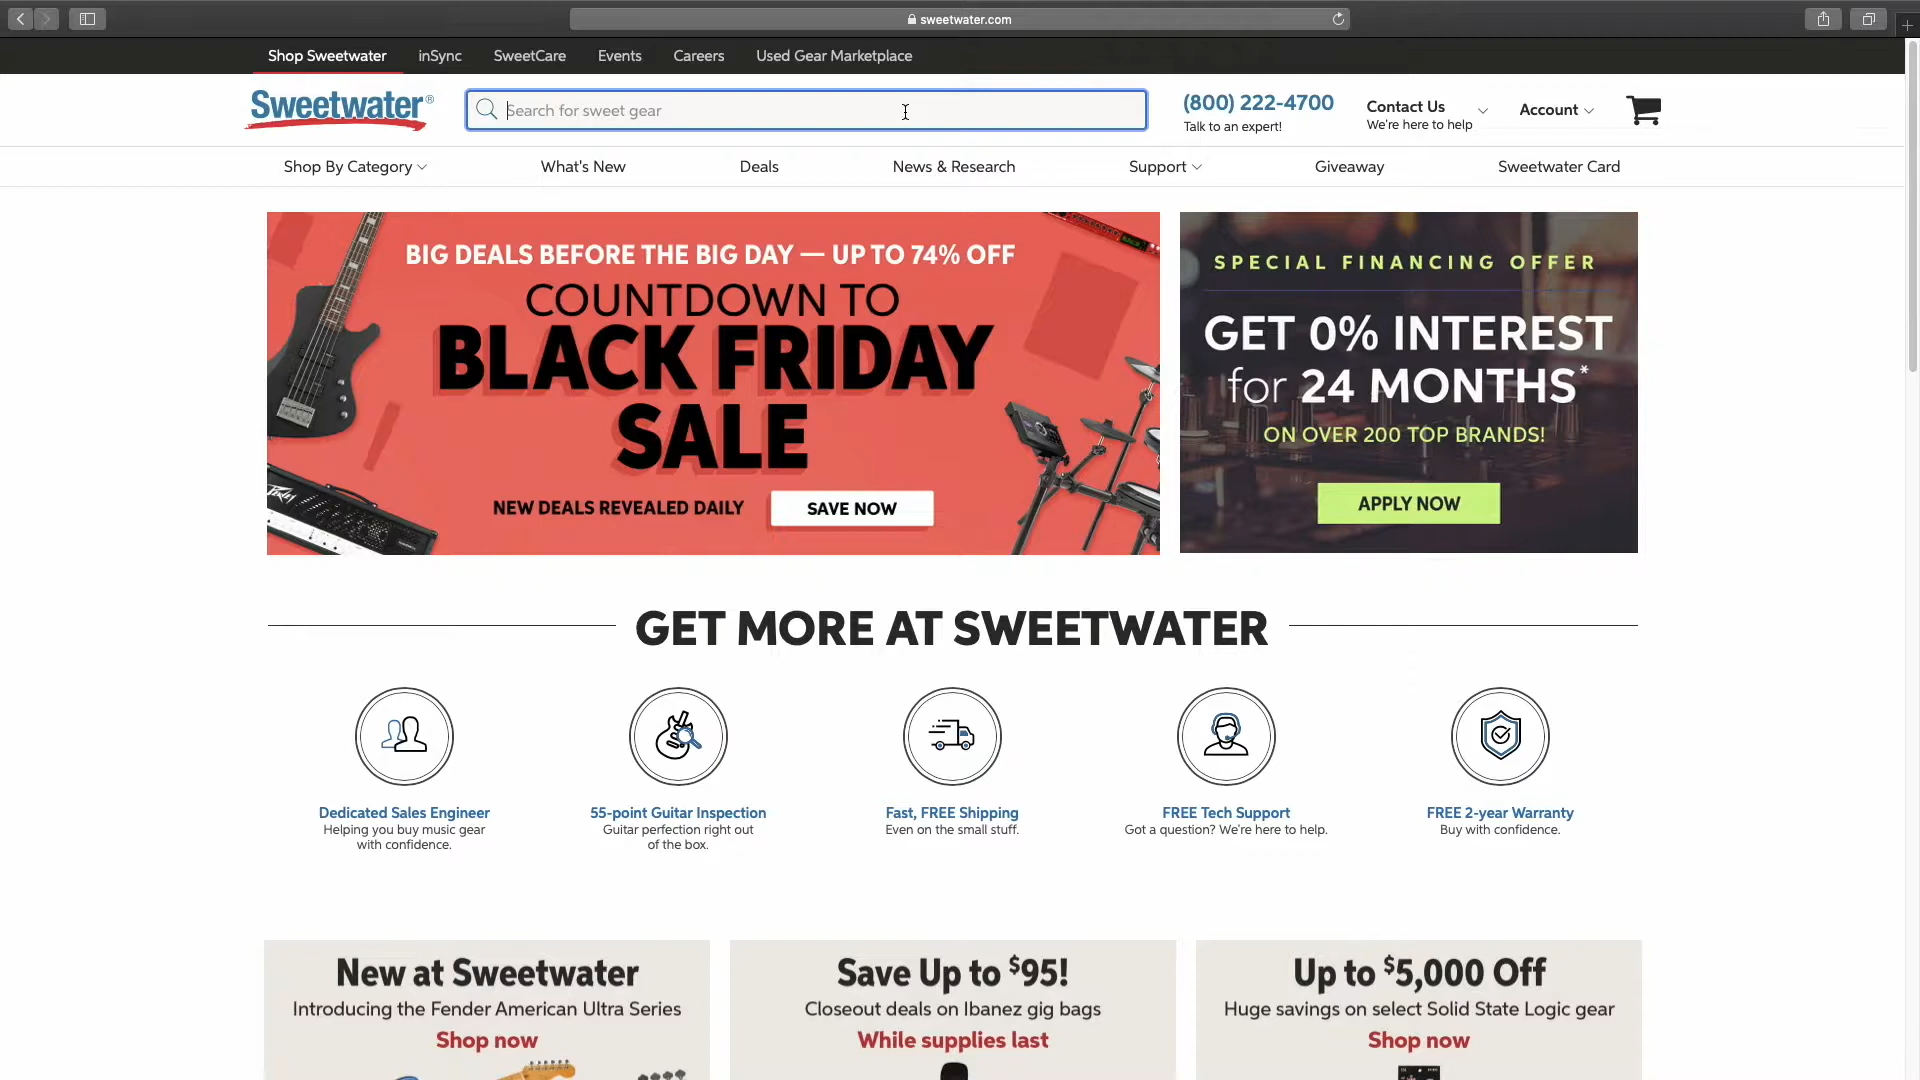 sweetwater.com
Shop Sweetwater
inSync
SweetCare
Events
Careers
Used Gear Marketplace
Sweetwater®
Search for sweet gear
(800) 222-4700
Talk to an expert!
Contact Us
We're here to help
Account
Shop By Category
What's New
Deals
News & Research
Support
Giveaway
Sweetwater Card
BIG DEALS BEFORE THE BIG DAY — UP TO 74% OFF
COUNTDOWN TO
BLACK FRIDAY
SALE
NEW DEALS REVEALED DAILY
SAVE NOW
PEAVEY
SPECIAL FINANCING OFFER
GET 0% INTEREST
for 24 MONTHS*
ON OVER 200 TOP BRANDS!
APPLY NOW
GET MORE AT SWEETWATER
Dedicated Sales Engineer
Helping you buy music gear
with confidence.
55-point Guitar Inspection
Guitar perfection right out
of the box.
Fast, FREE Shipping
Even on the small stuff.
FREE Tech Support
Got a question? We're here to help.
FREE 2-year Warranty
Buy with confidence.
New at Sweetwater
Introducing the Fender American Ultra Series
Shop now
Save Up to $95!
Closeout deals on Ibanez gig bags
While supplies last
Up to $5,000 Off
Huge savings on select Solid State Logic gear
Shop now